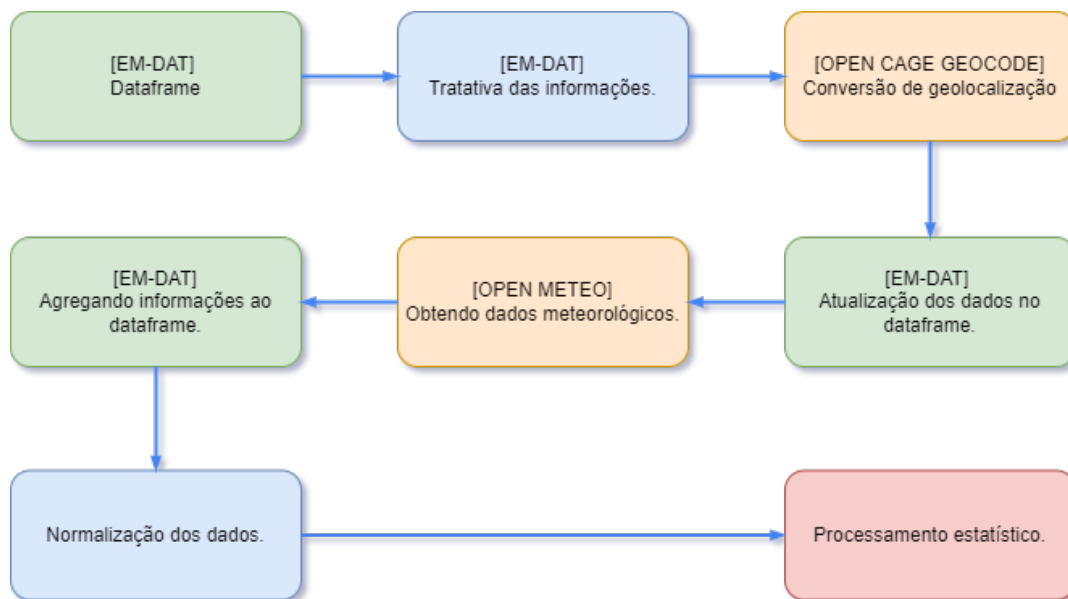 [EM-DAT]
Dataframe
[EM-DAT]
Tratativa das informações.
[OPEN CAGE GEOCODE]
Conversão de geolocalização
[EM-DAT]
Agregando informações ao
dataframe.
[OPEN METEO]
Obtendo dados meteorológicos.
[EM-DAT]
Atualização dos dados no
dataframe.
Normalização dos dados.
Processamento estatístico.